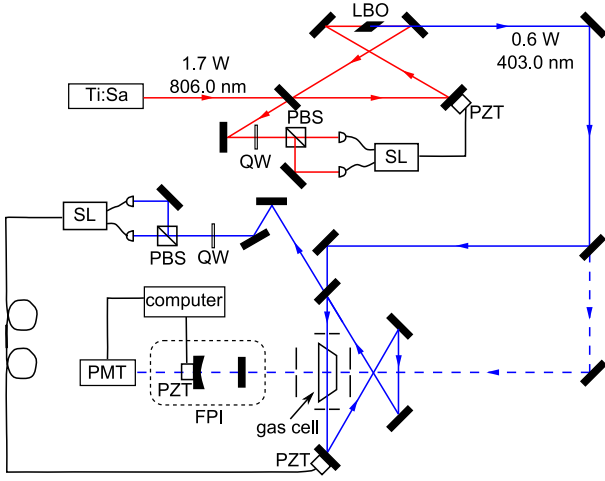 LBO
1.7 W
806.0 nm
0.6 W
403.0 nm
Ti:Sa
PZT
PBS
QW
SL
SL
PBS
QW
computer
PMT
PZT
FPI
gas cell
PZT